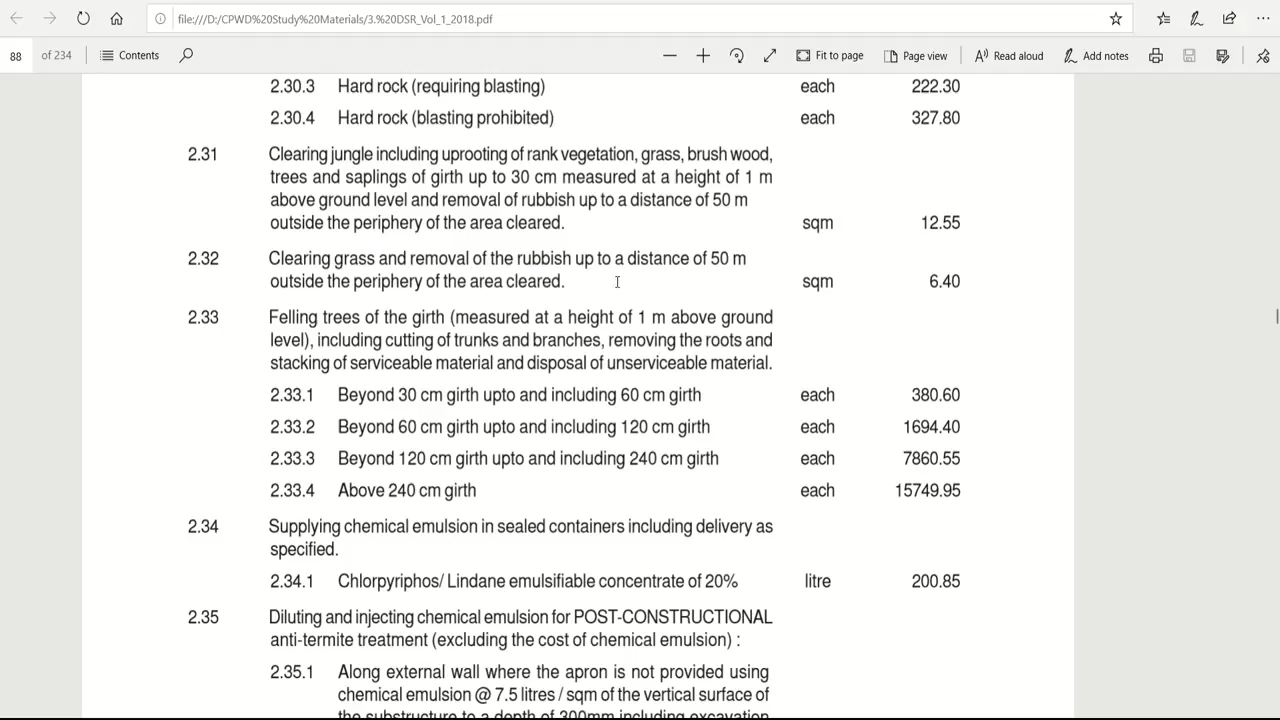 file:///D:/CPWD%20Study%20Materials/3.%20DSR_Vol_1_2018.pdf
88 of 234 Contents Fit to page Page view Read aloud Add notes
2.30.3 Hard rock (requiring blasting) each 222.30
2.30.4 Hard rock (blasting prohibited) each 327.80
2.31 Clearing jungle including uprooting of rank vegetation, grass, brush wood,
trees and saplings of girth up to 30 cm measured at a height of 1 m
above ground level and removal of rubbish up to a distance of 50 m
outside the periphery of the area cleared. sqm 12.55
2.32 Clearing grass and removal of the rubbish up to a distance of 50 m
outside the periphery of the area cleared. sqm 6.40
2.33 Felling trees of the girth (measured at a height of 1 m above ground
level), including cutting of trunks and branches, removing the roots and
stacking of serviceable material and disposal of unserviceable material.
2.33.1 Beyond 30 cm girth upto and including 60 cm girth each 380.60
2.33.2 Beyond 60 cm girth upto and including 120 cm girth each 1694.40
2.33.3 Beyond 120 cm girth upto and including 240 cm girth each 7860.55
2.33.4 Above 240 cm girth each 15749.95
2.34 Supplying chemical emulsion in sealed containers including delivery as
specified.
2.34.1 Chlorpyriphos/ Lindane emulsifiable concentrate of 20% litre 200.85
2.35 Diluting and injecting chemical emulsion for POST-CONSTRUCTIONAL
anti-termite treatment (excluding the cost of chemical emulsion) :
2.35.1 Along external wall where the apron is not provided using
chemical emulsion @ 7.5 litres / sqm of the vertical surface of
the substructure to a depth of 300mm including excavation